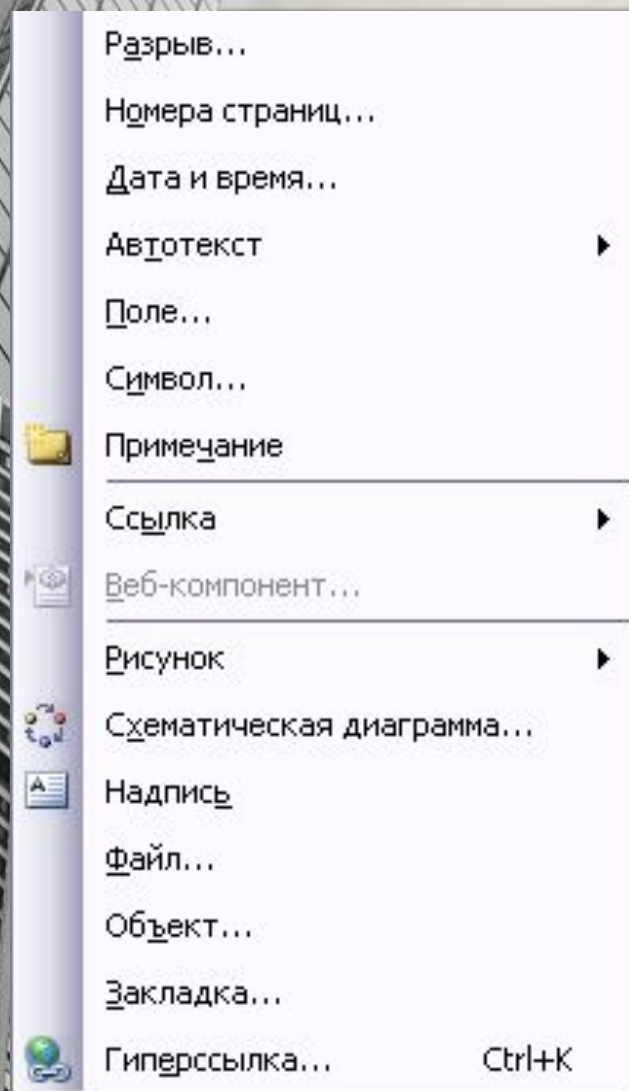 Разрыв...
Номера страниц...
Дата и время...
Автотекст
Поле...
Символ...
Примечание
Ссылка
Веб-компонент...
Рисунок
Схематическая диаграмма...
Надпись
Файл...
Объект...
Закладка...
Гиперссылка... Ctrl+K